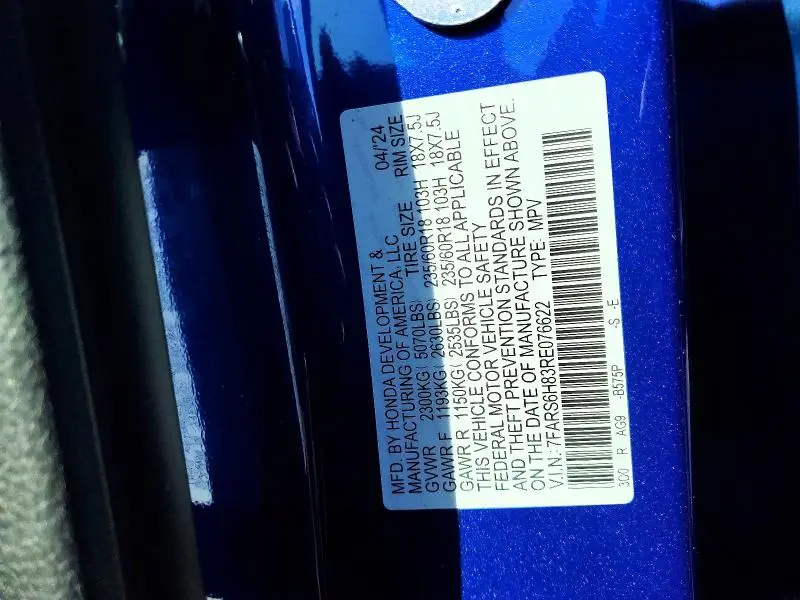 MFD. BY HONDA DEVELOPMENT & 04/'24
MANUFACTURING OF AMERICA, LLC TIRE SIZE RIM SIZE
GVWR 2300KG( 5070LBS) 235/60R18 103H 18X7.5J
GAWR F 1193KG( 2630LBS) 235/60R18 103H 18X7.5J
GAWR R 1150KG( 2535LBS)
THIS VEHICLE CONFORMS TO ALL APPLICABLE
FEDERAL MOTOR VEHICLE SAFETY
AND THEFT PREVENTION STANDARDS IN EFFECT
ON THE DATE OF MANUFACTURE SHOWN ABOVE.
V.I.N: 7FARS6H83RE076622 TYPE: MPV
300 R AG9 -B575P -S -E